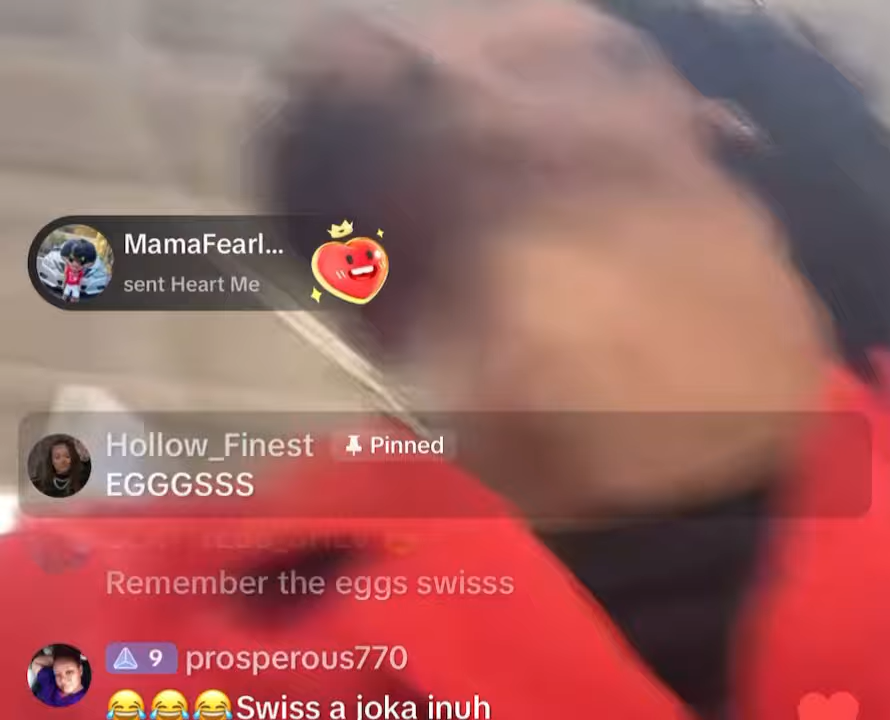 MamaFearl...
sent Heart Me
Hollow_Finest Pinned
EGGGSSS
Remember the eggs swisss
9 prosperous770
😂😂😂Swiss a joka inuh